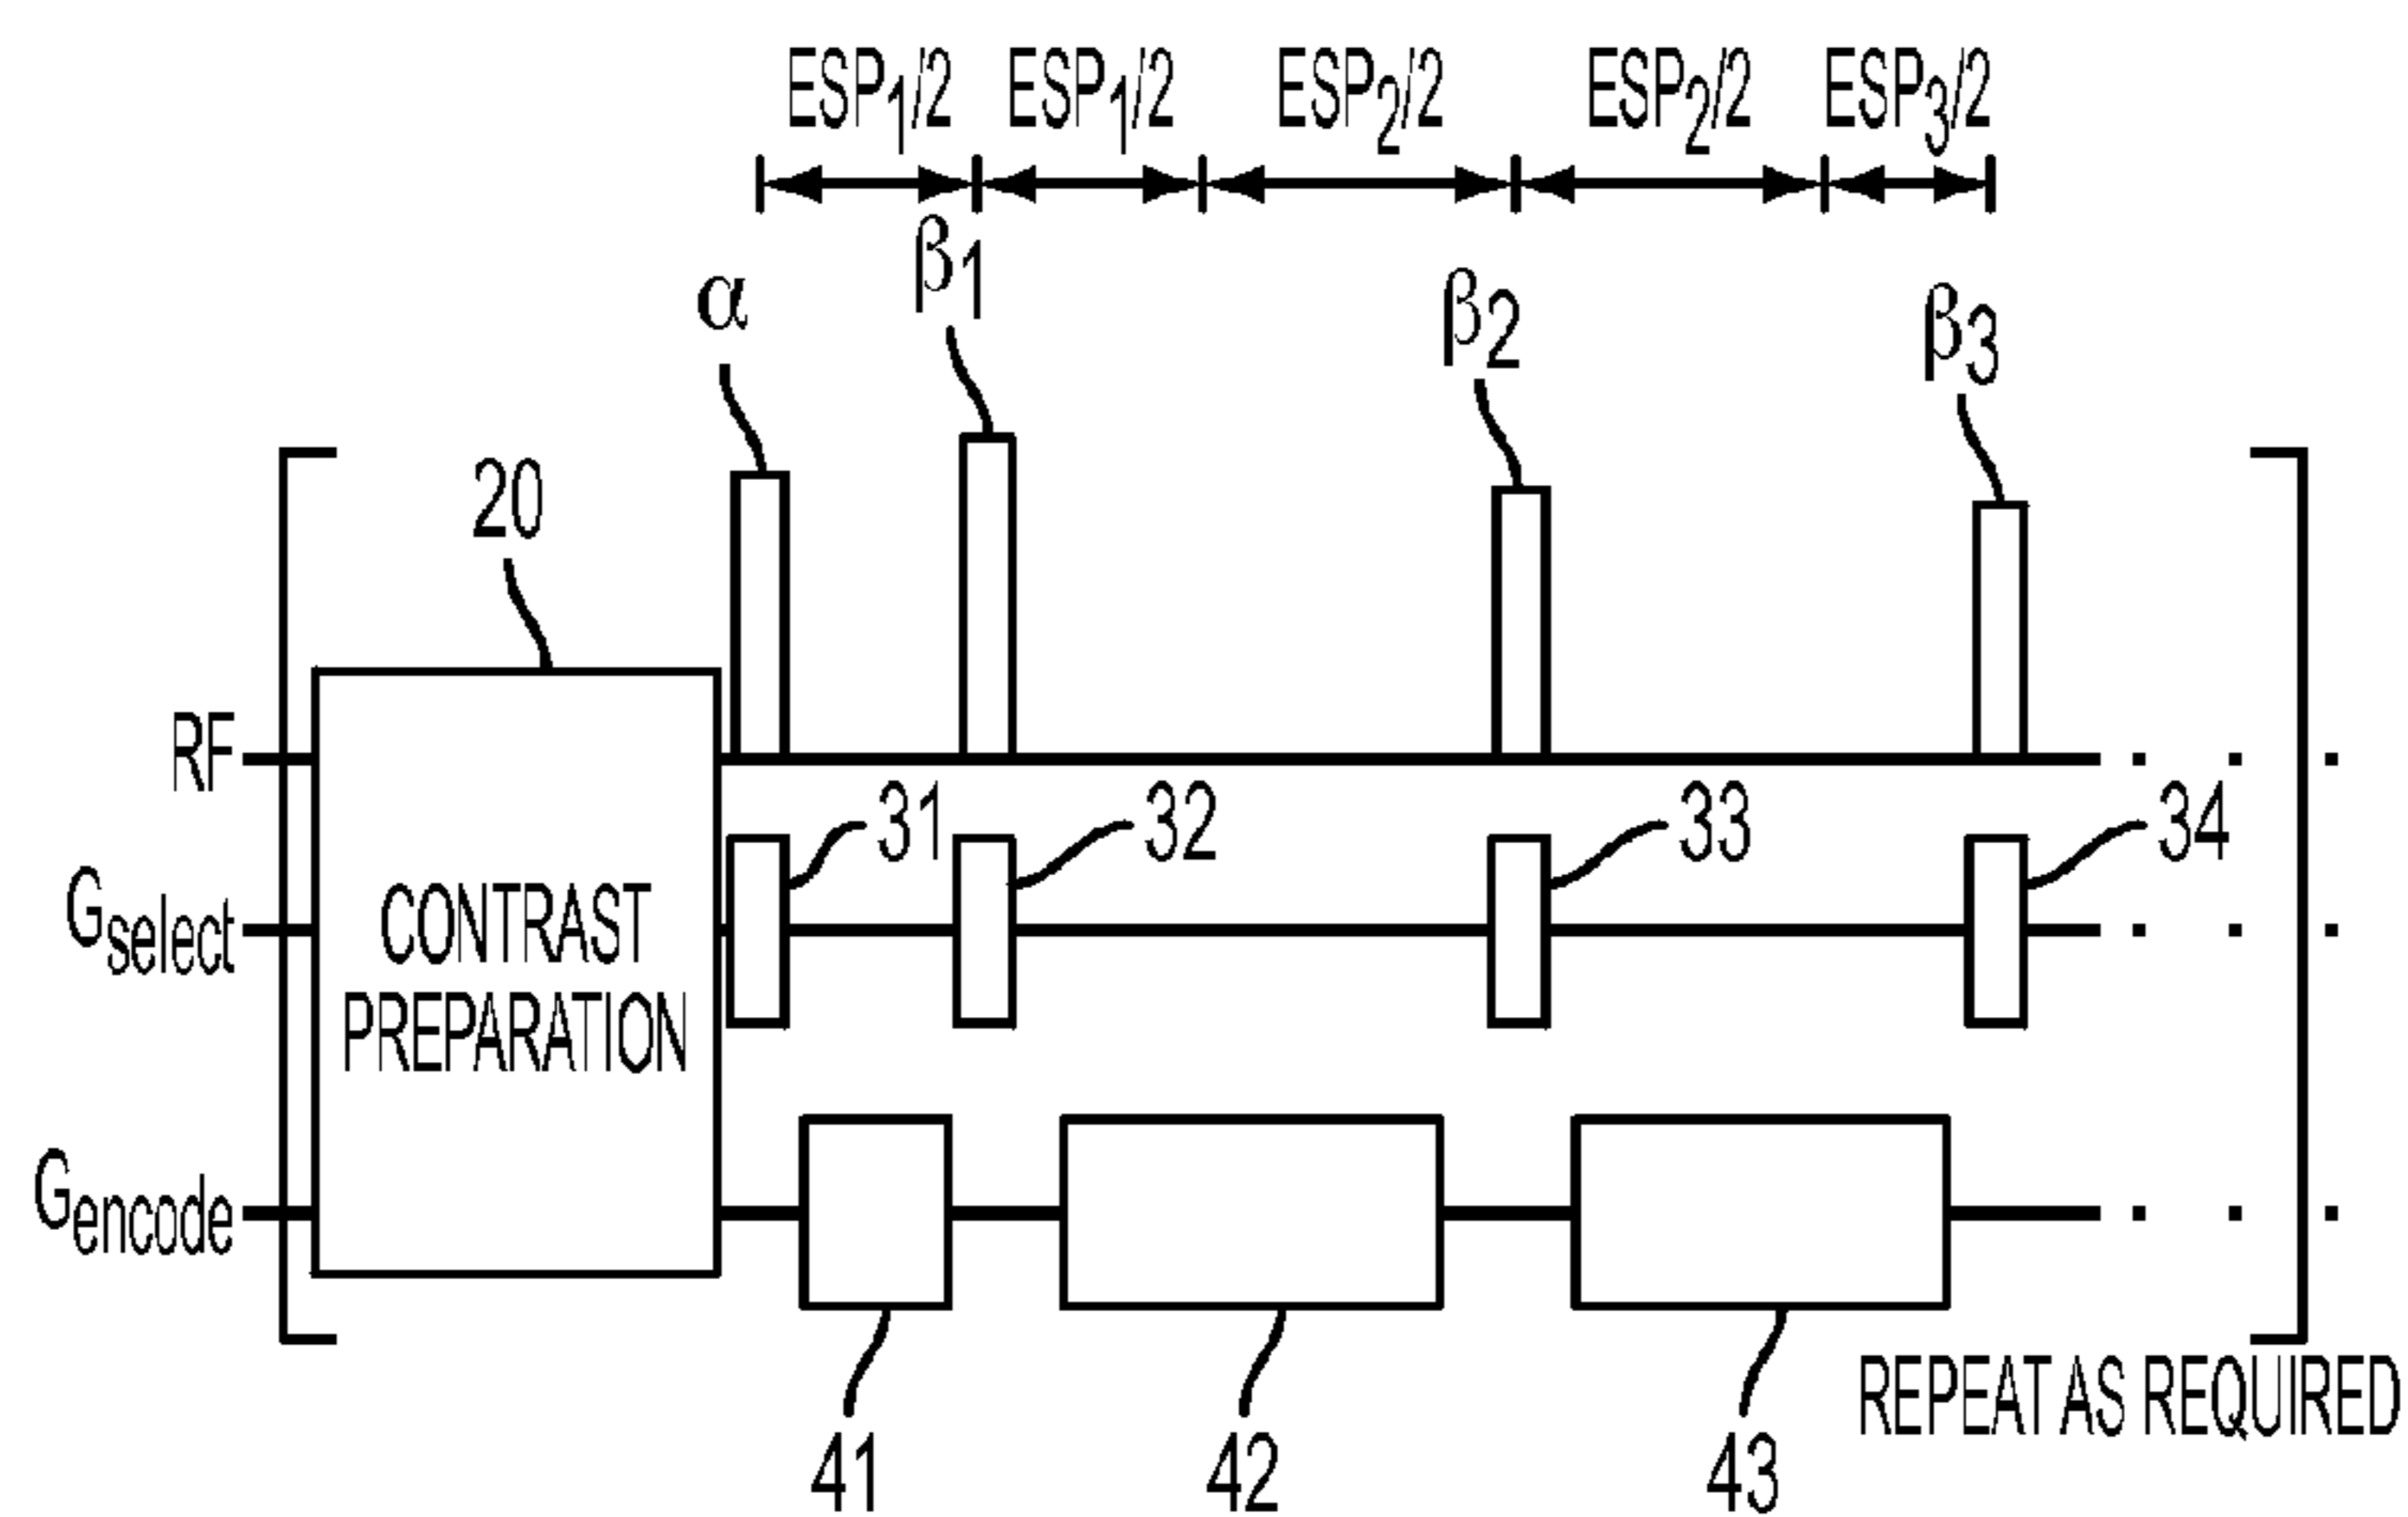 ESP1/2 ESP1/2 ESP2/2 ESP2/2 ESP3/2
α β1 β2 β3
20
RF
31 32 33 34
Gselect
CONTRAST
PREPARATION
Gencode
REPEAT AS REQUIRED
41 42 43